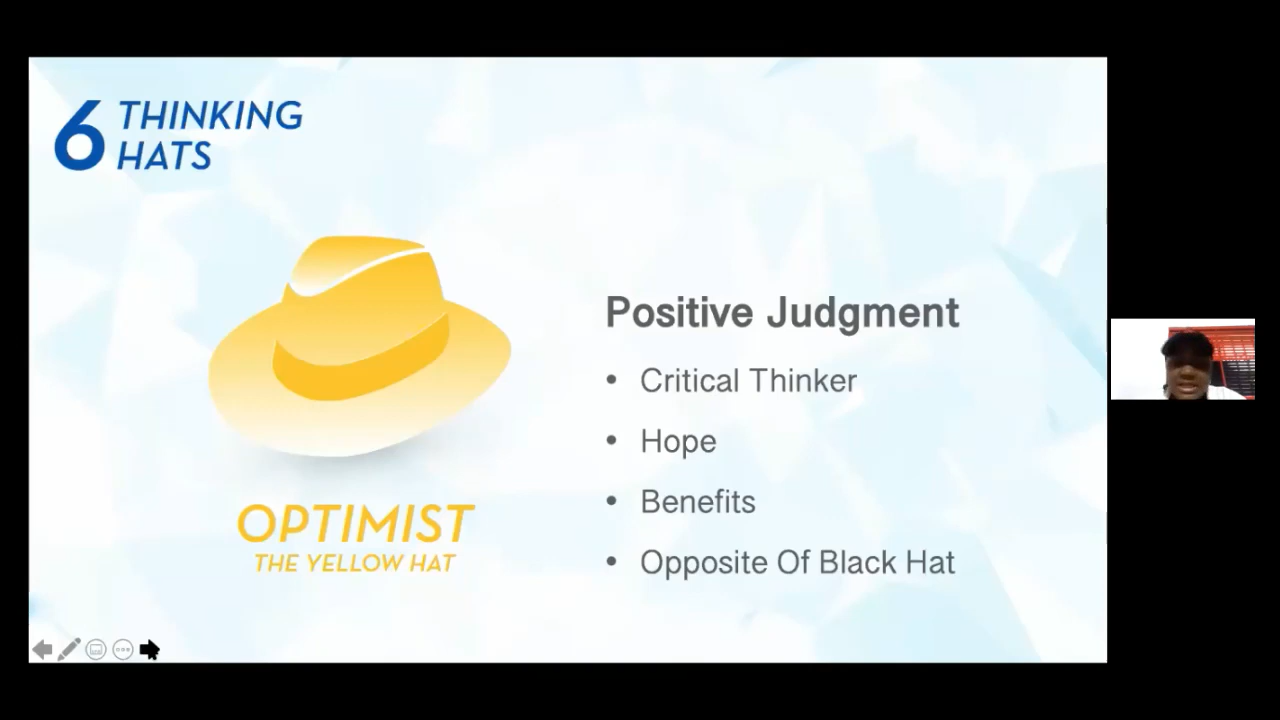 6 THINKING
HATS
Positive Judgment
• Critical Thinker
• Hope
• Benefits
• Opposite Of Black Hat
OPTIMIST
THE YELLOW HAT